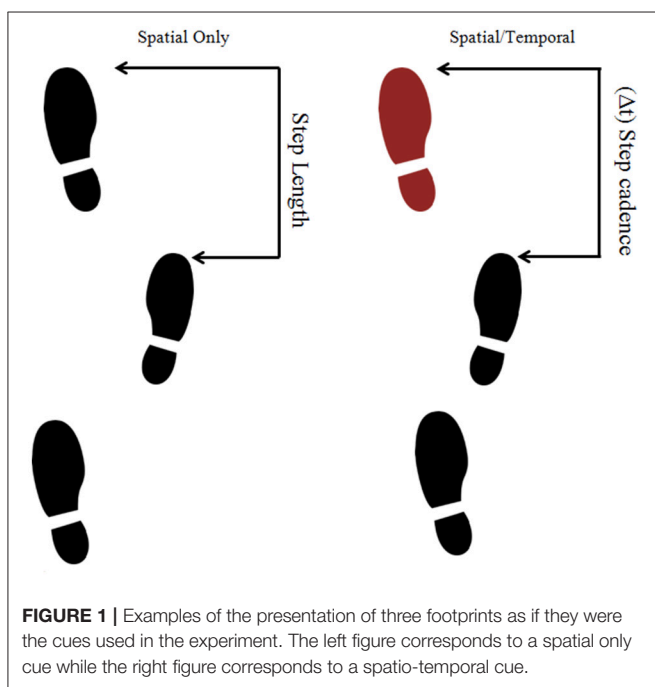 Spatial Only
Spatial/Temporal
Step Length
(Δt) Step cadence
FIGURE 1 | Examples of the presentation of three footprints as if they were
the cues used in the experiment. The left figure corresponds to a spatial only
cue while the right figure corresponds to a spatio-temporal cue.